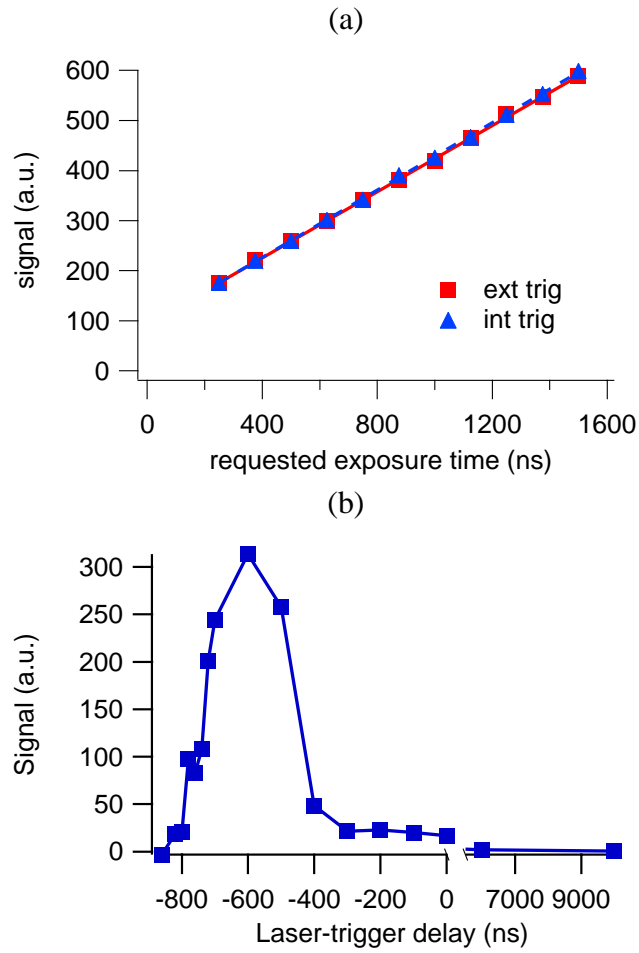 (a)
600
500
400
300
200
100
0
signal (a.u.)
ext trig
int trig
0 400 800 1200 1600
requested exposure time (ns)
(b)
300
250
200
150
100
50
0
Signal (a.u.)
-800 -600 -400 -200 0 7000 9000
Laser-trigger delay (ns)